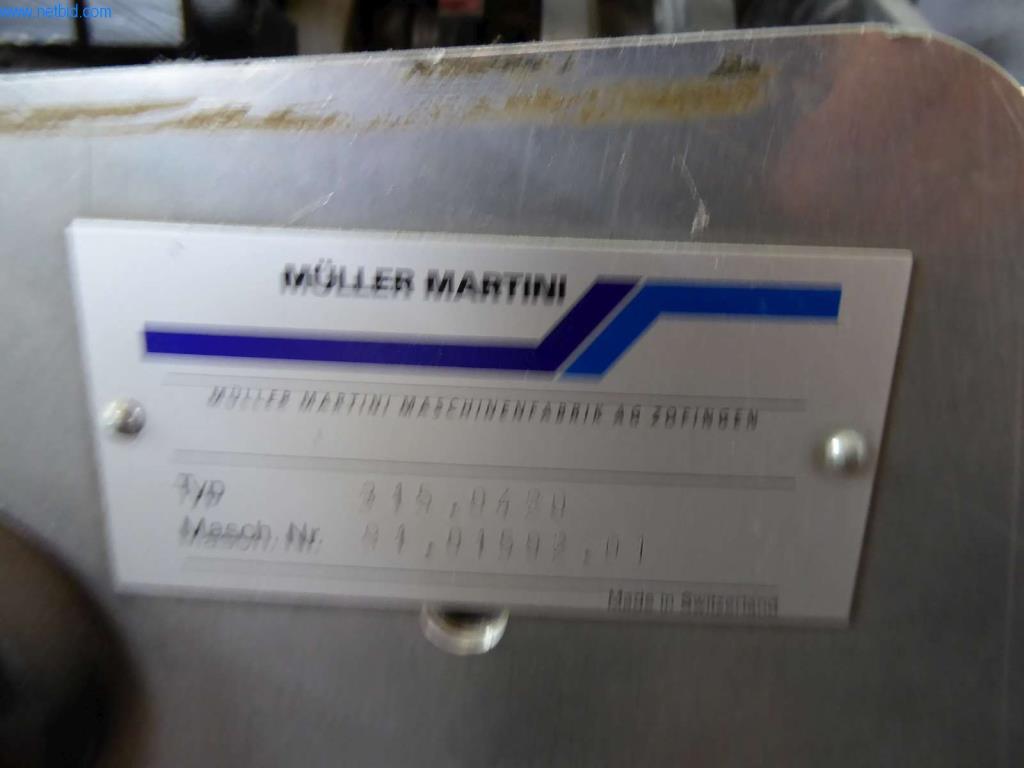 www.netbid.com
MÜLLER MARTINI
MÜLLER MARTINI MASCHINENFABRIK AG ZOFINGEN
Typ
Masch. Nr.
Made in Switzerland